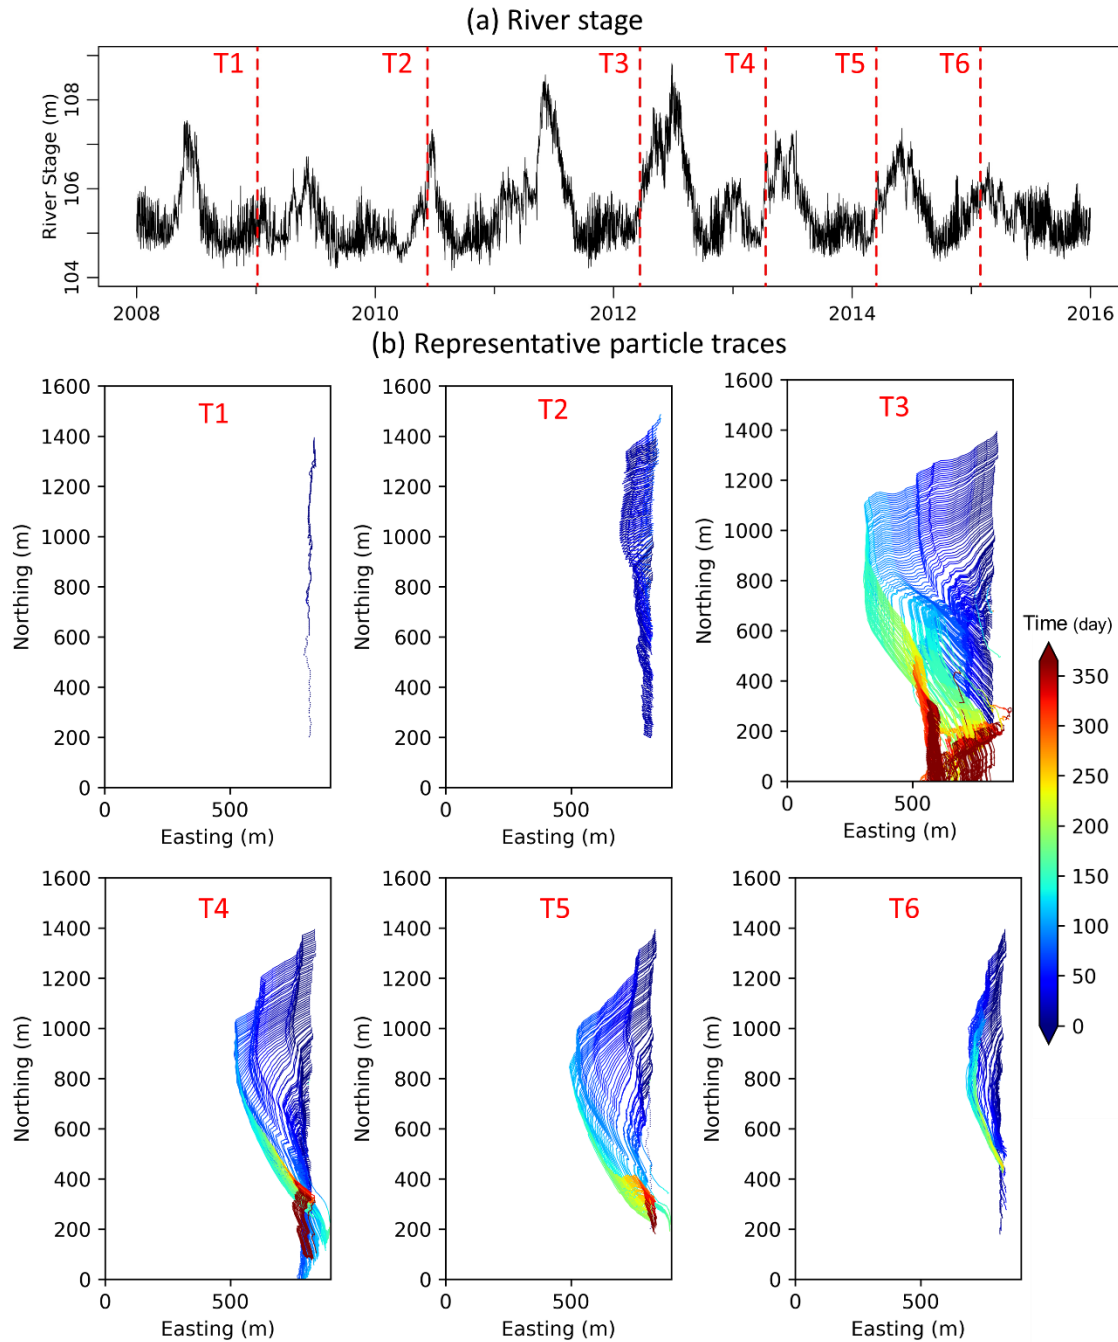 (a) River stage
T1 T2 T3 T4 T5 T6
River Stage (m)
108
106
104
2008 2010 2012 2014 2016
(b) Representative particle traces
T1
Northing (m)
1600
1400
1200
1000
800
600
400
200
0
0 500
Easting (m)
T2
Northing (m)
1600
1400
1200
1000
800
600
400
200
0
0 500
Easting (m)
T3
Northing (m)
1600
1400
1200
1000
800
600
400
200
0
0 500
Easting (m)
Time (day)
350
300
250
200
150
100
50
0
T4
Northing (m)
1600
1400
1200
1000
800
600
400
200
0
0 500
Easting (m)
T5
Northing (m)
1600
1400
1200
1000
800
600
400
200
0
0 500
Easting (m)
T6
Northing (m)
1600
1400
1200
1000
800
600
400
200
0
0 500
Easting (m)